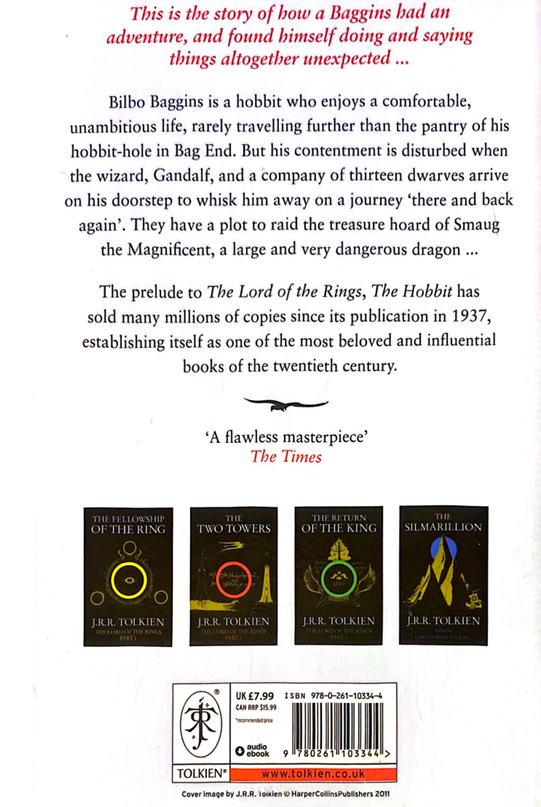 This is the story of how a Baggins had an
adventure, and found himself doing and saying
things altogether unexpected ...
Bilbo Baggins is a hobbit who enjoys a comfortable,
unambitious life, rarely travelling further than the pantry of his
hobbit-hole in Bag End. But his contentment is disturbed when
the wizard, Gandalf, and a company of thirteen dwarves arrive
on his doorstep to whisk him away on a journey ‘there and back
again’. They have a plot to raid the treasure hoard of Smaug
the Magnificent, a large and very dangerous dragon ...
The prelude to The Lord of the Rings, The Hobbit has
sold many millions of copies since its publication in 1937,
establishing itself as one of the most beloved and influential
books of the twentieth century.
‘A flawless masterpiece’
The Times
THE FELLOWSHIP
OF THE RING
J.R.R. TOLKIEN
THE LORD OF THE RINGS
PART 1
THE
TWO TOWERS
J.R.R. TOLKIEN
THE LORD OF THE RINGS
PART 2
THE RETURN
OF THE KING
J.R.R. TOLKIEN
THE LORD OF THE RINGS
PART 3
THE
SILMARILLION
J.R.R. TOLKIEN
CHRISTOPHER TOLKIEN
®
TOLKIEN®
UK £7.99
CAN RRP $15.99
*recommended price
audio
ebook
ISBN 978-0-261-10334-4
9 780261 103344 >
www.tolkien.co.uk
Cover image by J.R.R. Tolkien © HarperCollinsPublishers 2011